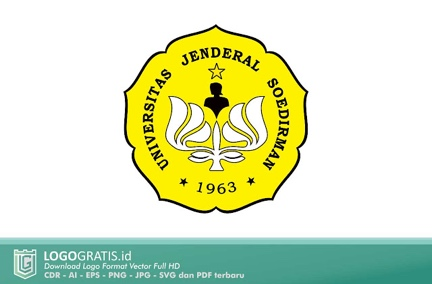 UNIVERSITAS JENDERAL SOEDIRMAN
1963
LOGOGRATIS.id
Download Logo Format Vector Full HD
CDR - AI - EPS - PNG - JPG - SVG dan PDF terbaru